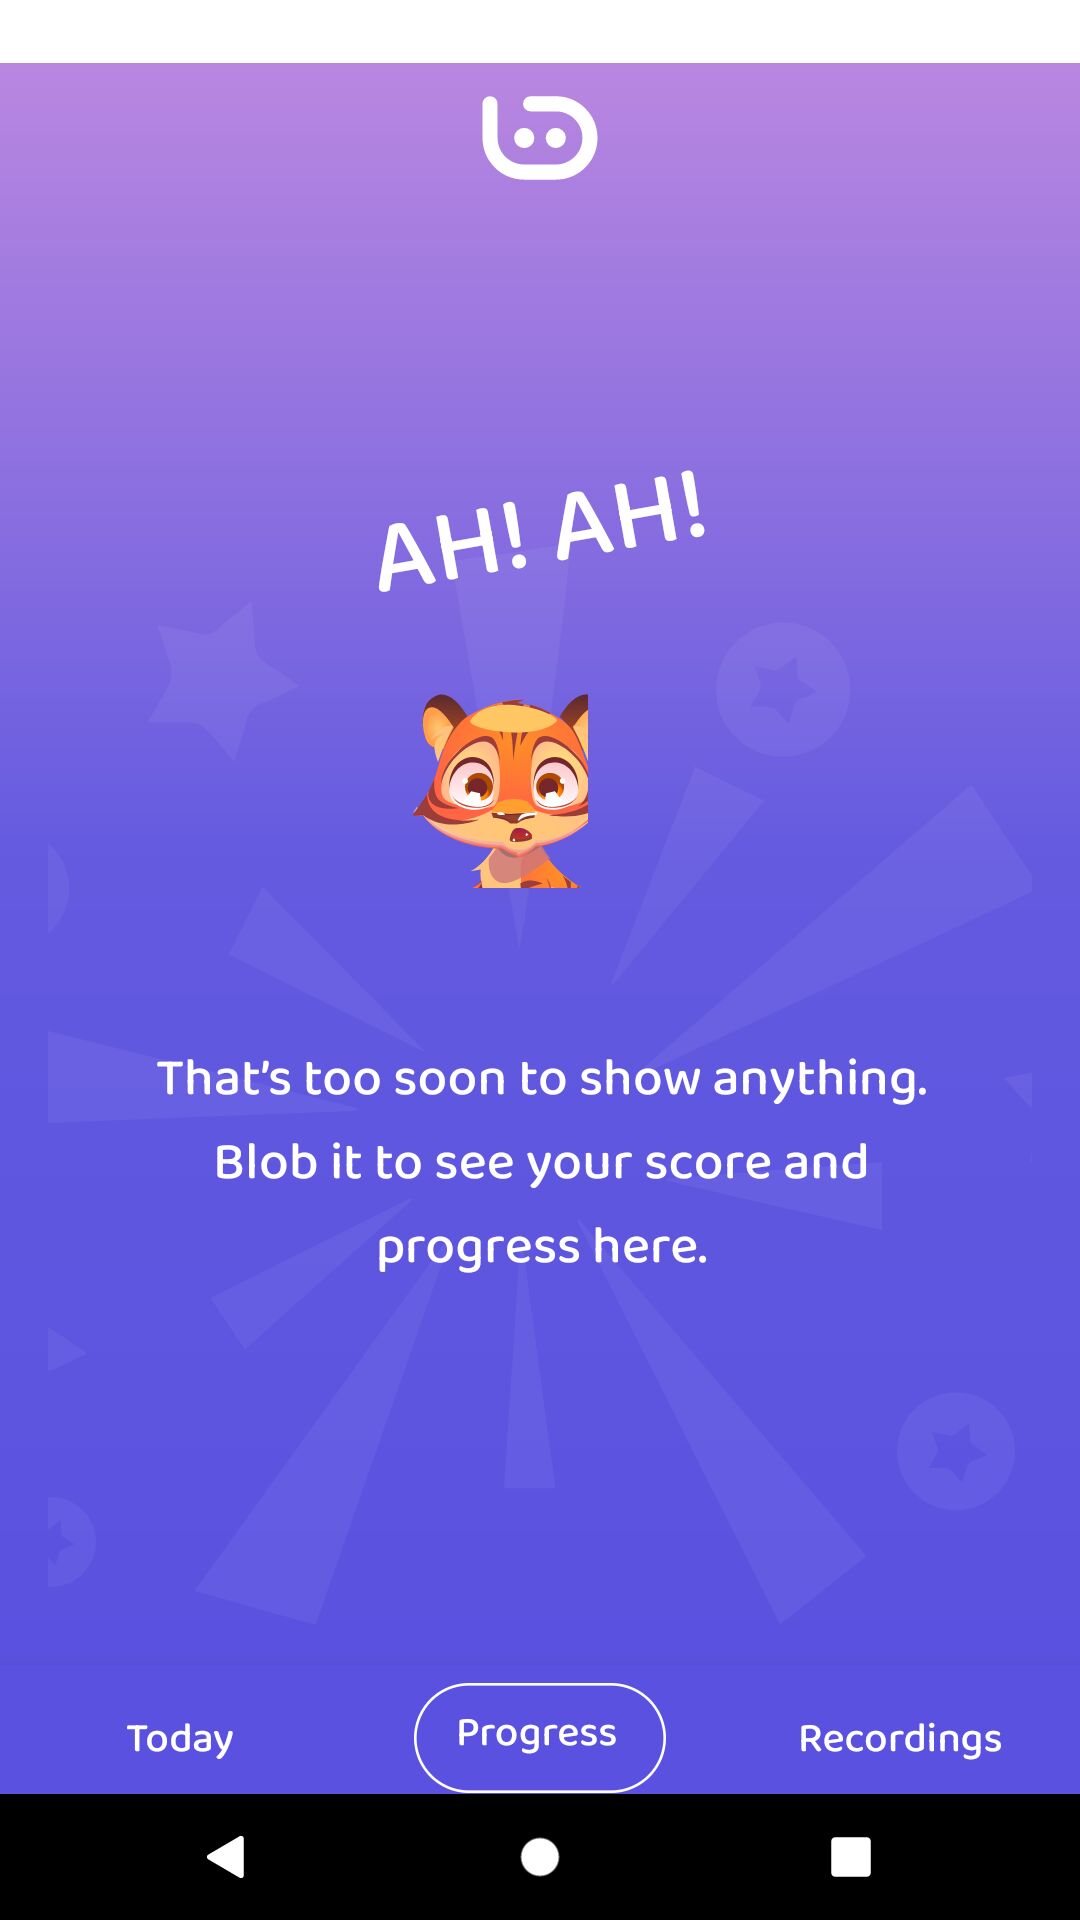 AH! AH!
That's too soon to show anything.
Blob it to see your score and
progress here.
Today
Progress
Recordings